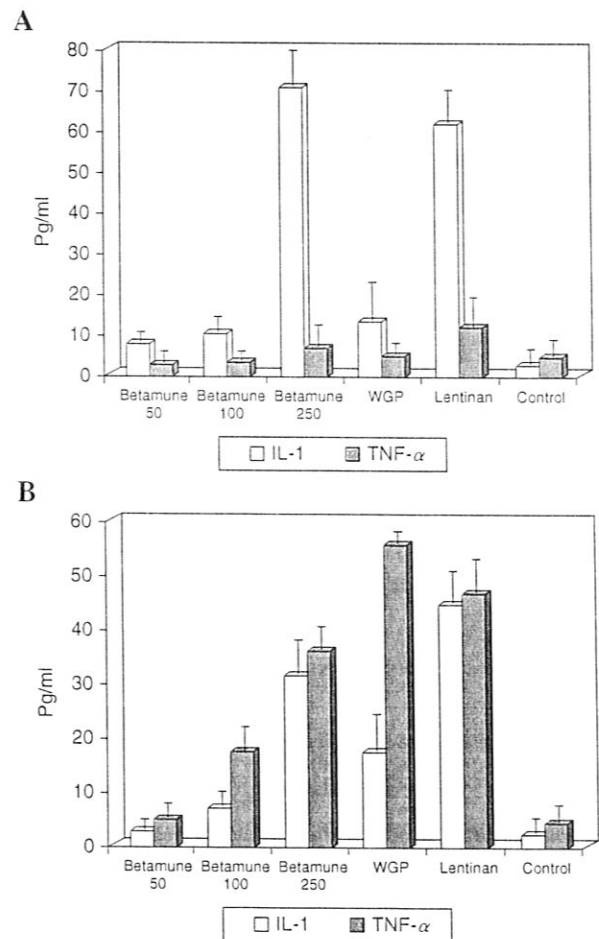 A
80
70
60
50
40
30
20
10
0
Pg/ml
Betamune 50
Betamune 100
Betamune 250
WGP
Lentinan
Control
IL-1 TNF-α
B
60
50
40
30
20
10
0
Pg/ml
Betamune 50
Betamune 100
Betamune 250
WGP
Lentinan
Control
IL-1 TNF-α